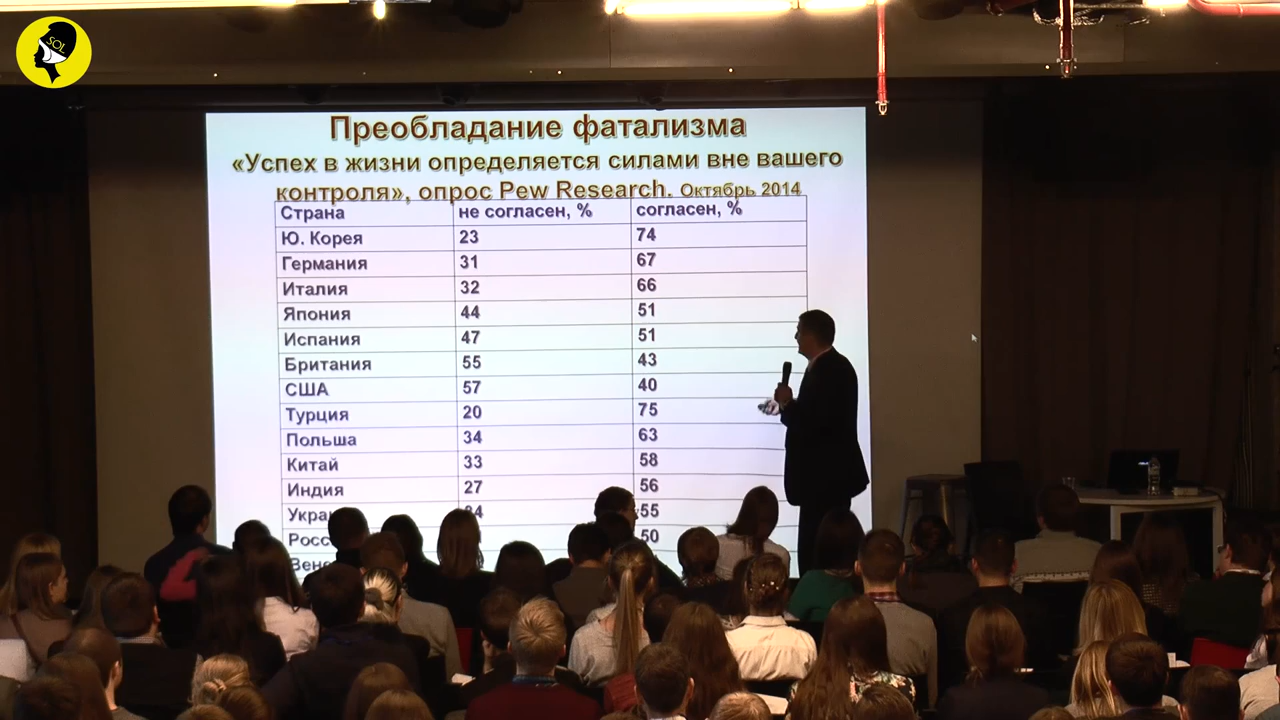 SOL
Преобладание фатализма
«Успех в жизни определяется силами вне вашего
контроля», опрос Pew Research. Октябрь 2014
Страна не согласен, % согласен, %
Ю. Корея 23 74
Германия 31 67
Италия 32 66
Япония 44 51
Испания 47 51
Британия 55 43
США 57 40
Турция 20 75
Польша 34 63
Китай 33 58
Индия 27 56
55
50